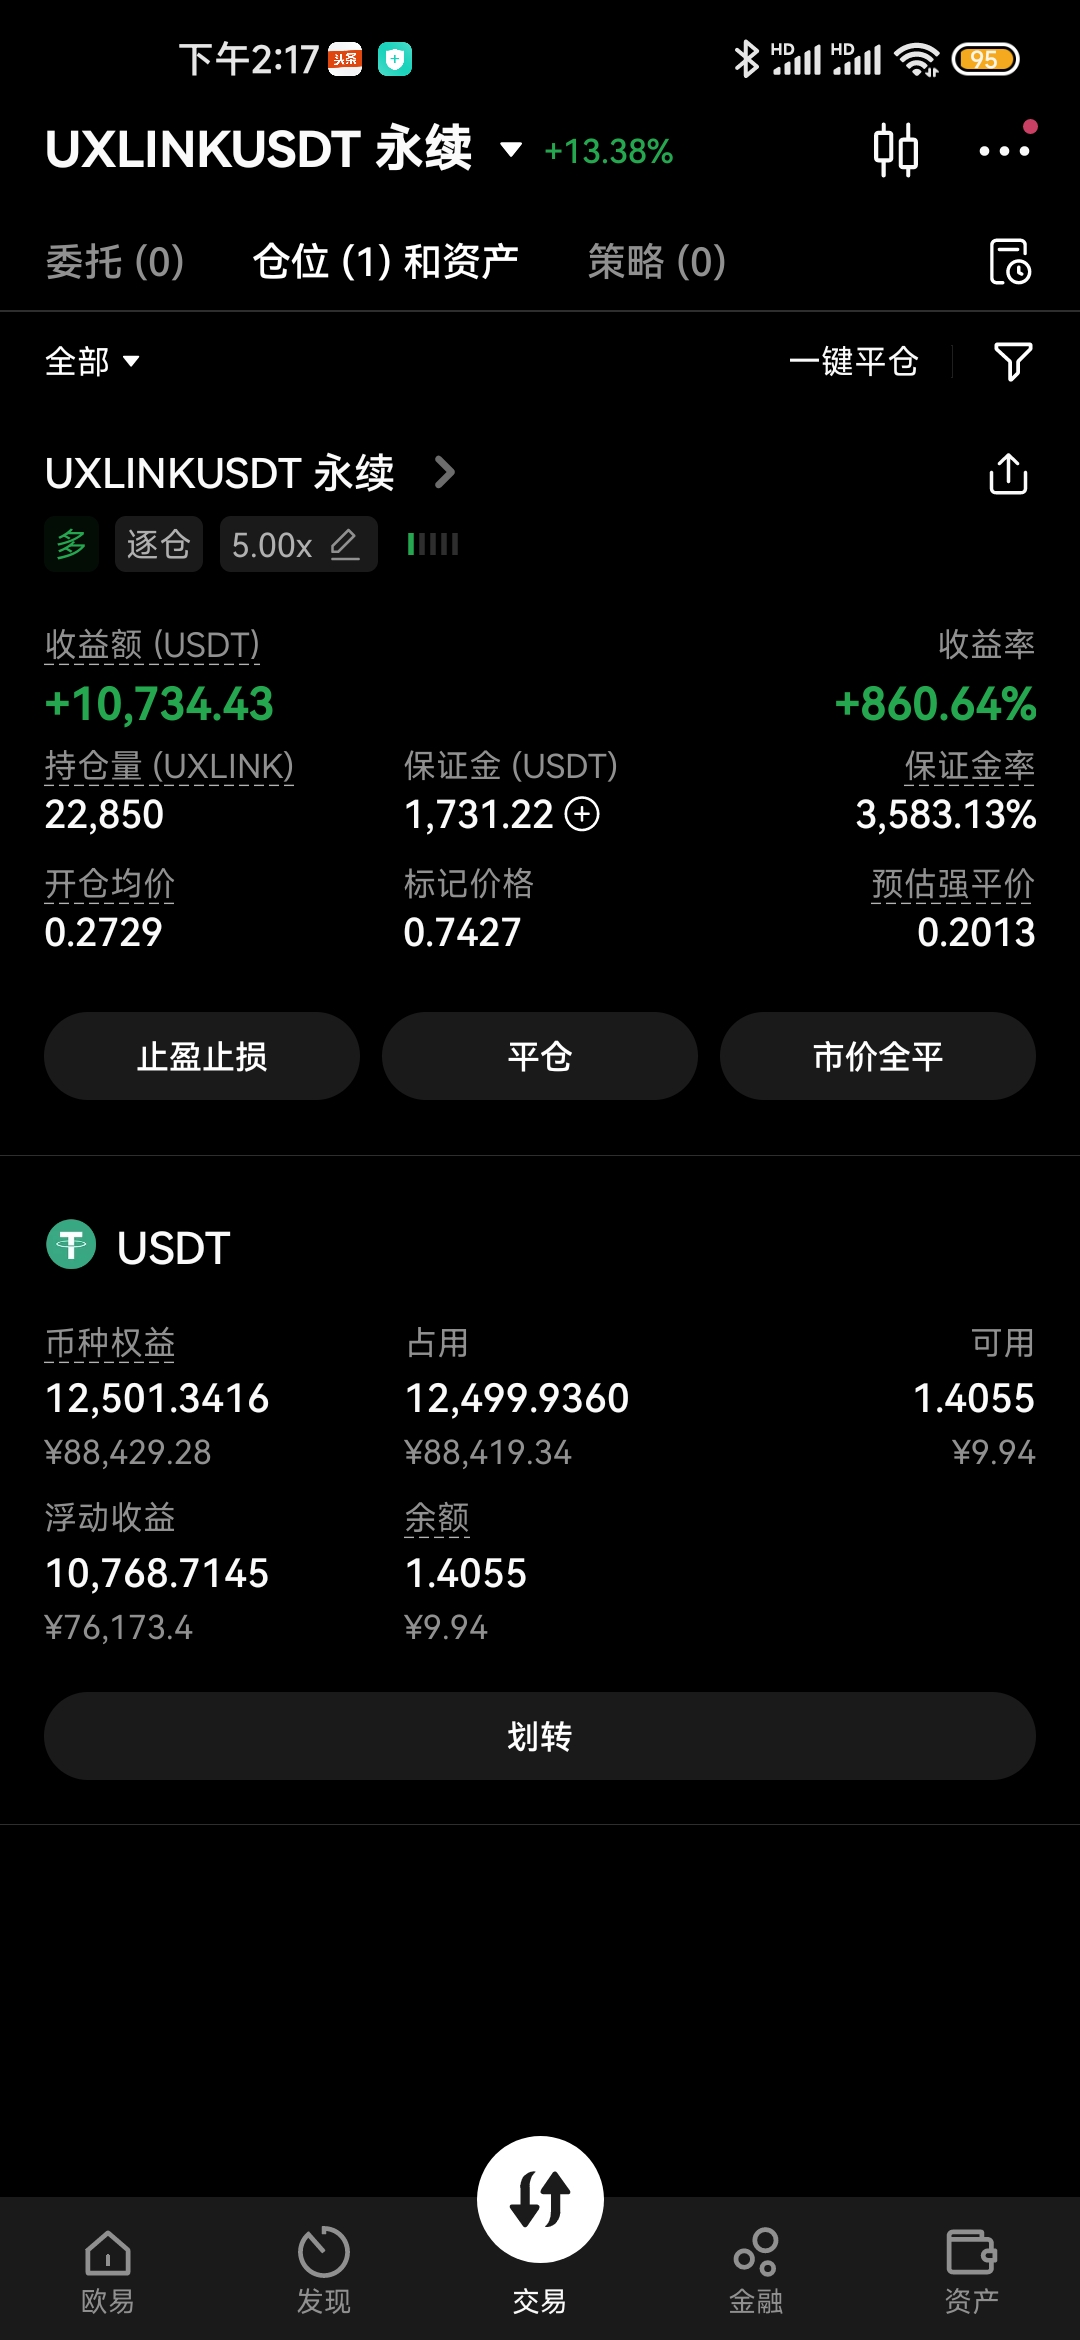 下午2:17 头条 HD HD 95
UXLINKUSDT 永续 +13.38%
委托 (0) 仓位 (1) 和资产 策略 (0)
全部 一键平仓
UXLINKUSDT 永续
多 逐仓 5.00x
收益额 (USDT) 收益率
+10,734.43 +860.64%
持仓量 (UXLINK) 保证金 (USDT) 保证金率
22,850 1,731.22 3,583.13%
开仓均价 标记价格 预估强平价
0.2729 0.7427 0.2013
止盈止损 平仓 市价全平
USDT
币种权益 占用 可用
12,501.3416 12,499.9360 1.4055
¥88,429.28 ¥88,419.34 ¥9.94
浮动收益 余额
10,768.7145 1.4055
¥76,173.4 ¥9.94
划转
欧易 发现 交易 金融 资产